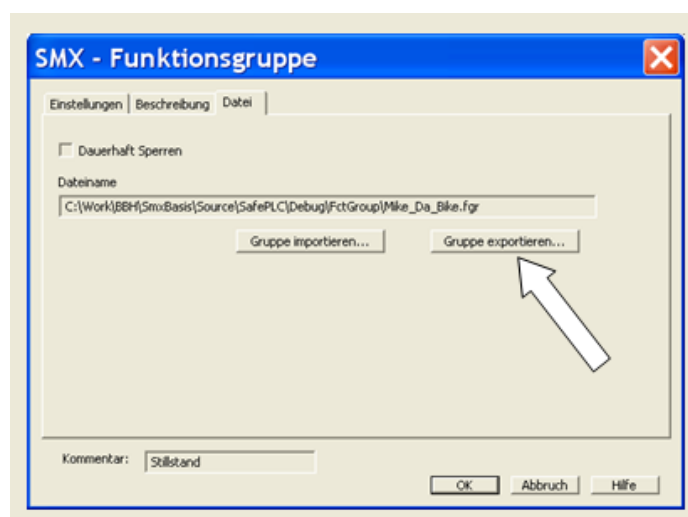 SMX - Funktionsgruppe
Einstellungen Beschreibung Datei
Dauerhaft Sperren
Dateiname
C:\Work\BBH\SmxBasis\Source\SafePLC\Debug\FctGroup\Mike_Da_Bike.fgr
Gruppe importieren... Gruppe exportieren...
Kommentar: Stillstand
OK Abbruch Hilfe